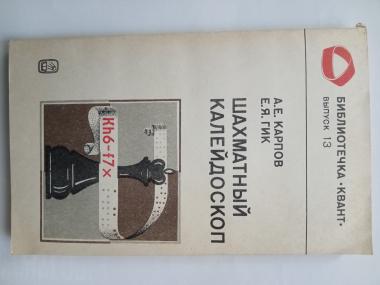 БИБЛИОТЕЧКА «КВАНТ»
ВЫПУСК 13
А.Е. КАРПОВ
Е.Я. ГИК
ШАХМАТНЫЙ
КАЛЕЙДОСКОП
Kh6–f7×